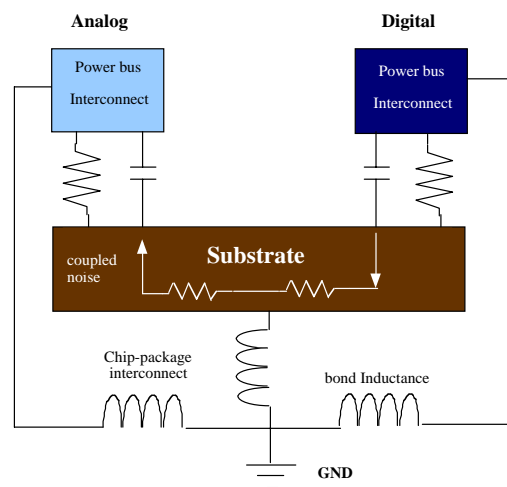 Analog
Digital
Power bus
Interconnect
Power bus
Interconnect
Substrate
coupled
noise
Chip-package
interconnect
bond Inductance
GND